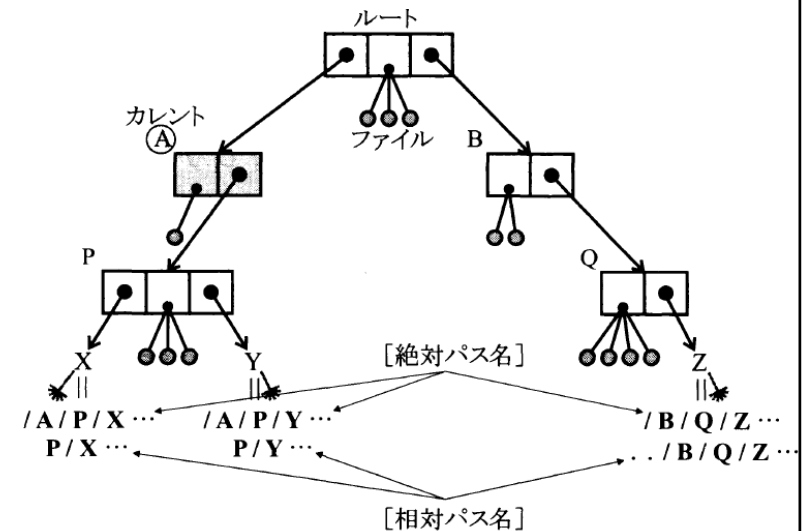 ルート
カレント
Ⓐ
ファイル
B
P
Q
[絶対パス名]
X
Y
Z
||
||
||
/A/P/X …
/A/P/Y …
/B/Q/Z …
P/X …
P/Y …
. . /B/Q/Z …
[相対パス名]